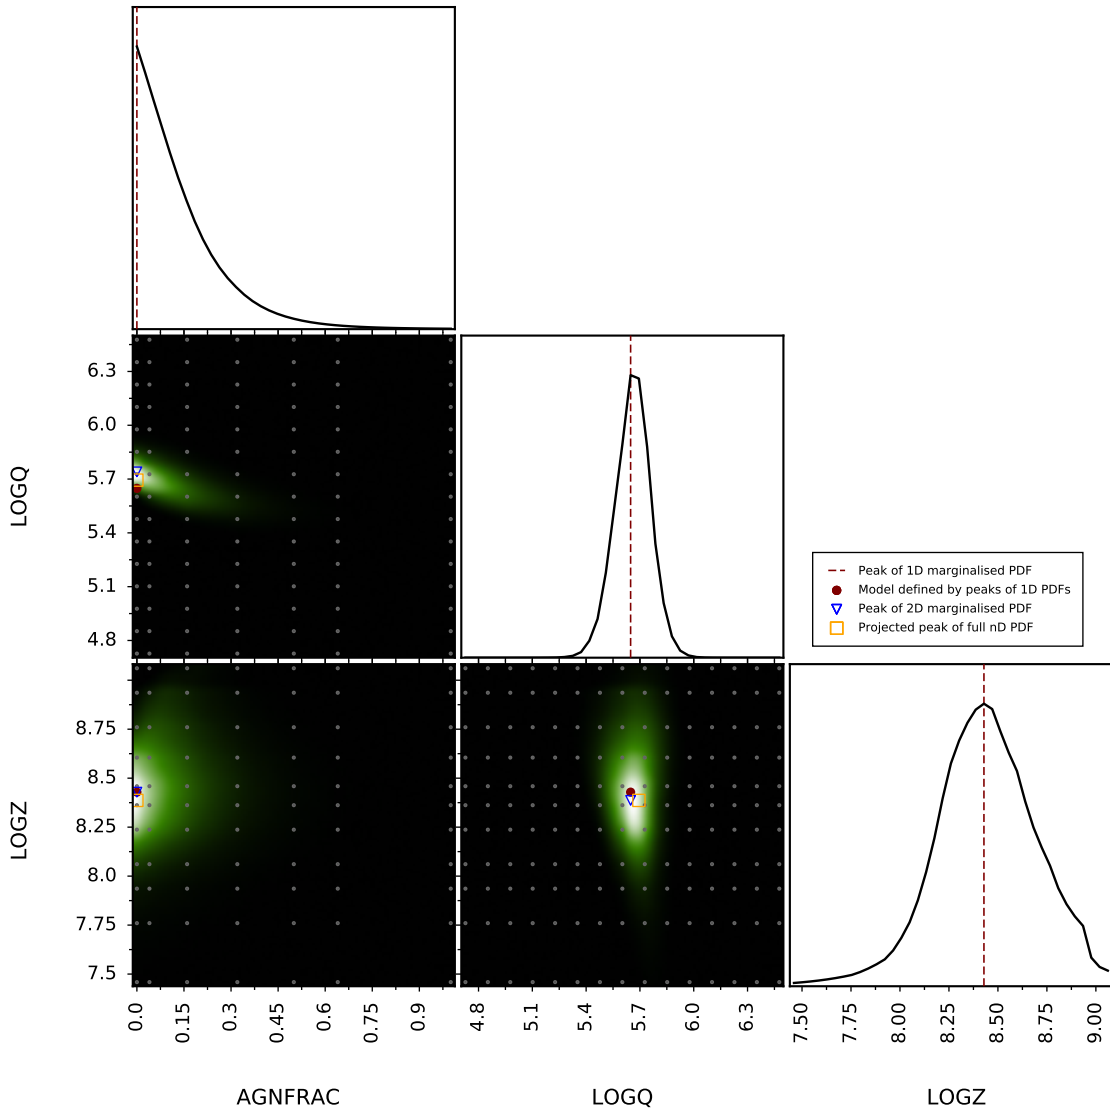 6.3
6.0
5.7
5.4
5.1
4.8
LOGQ
Peak of 1D marginalised PDF
Model defined by peaks of 1D PDFs
Peak of 2D marginalised PDF
Projected peak of full nD PDF
8.75
8.5
8.25
8.0
7.75
7.5
LOGZ
0.0 0.15 0.3 0.45 0.6 0.75 0.9
4.8 5.1 5.4 5.7 6.0 6.3
7.50 7.75 8.00 8.25 8.50 8.75 9.00
AGNFRAC LOGQ LOGZ